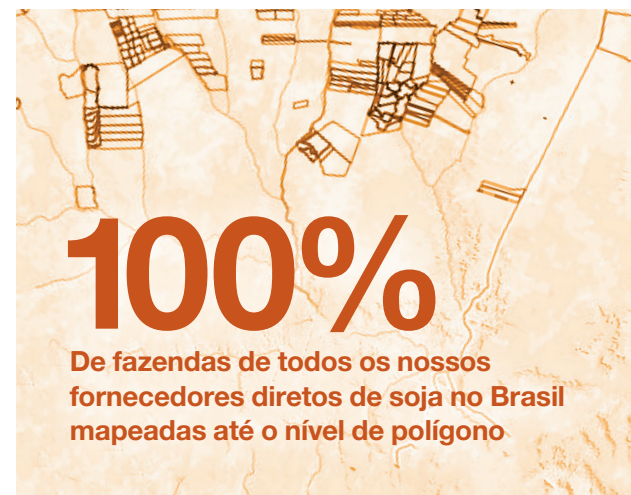 100%
De fazendas de todos os nossos
fornecedores diretos de soja no Brasil
mapeadas até o nível de polígono